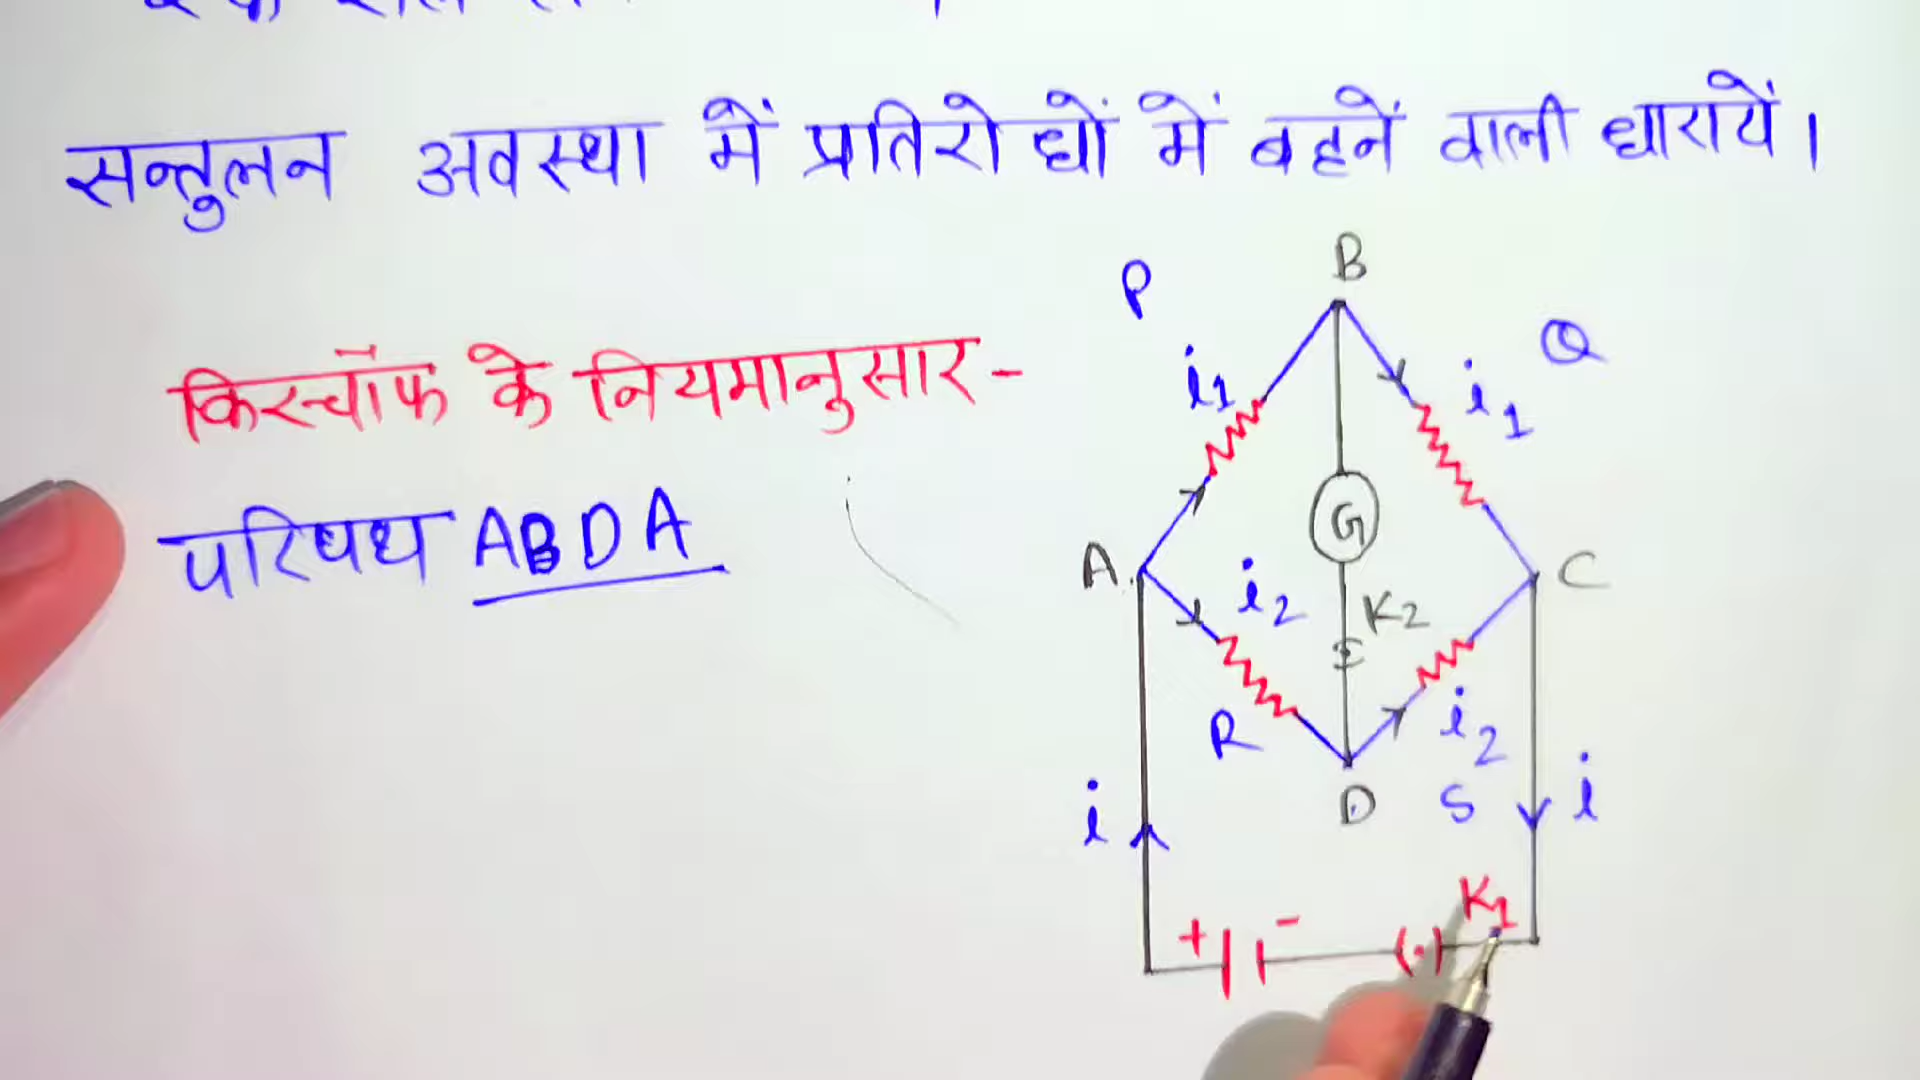 सन्तुलन अवस्था में प्रतिरोधों में बहनें वाली धारायें।
किरचॉफ के नियमानुसार-
परिपथ ABDA
B
P
Q
i1
i1
G
A
C
i2
K2
R
i2
D
S
i
i
K1
+
-